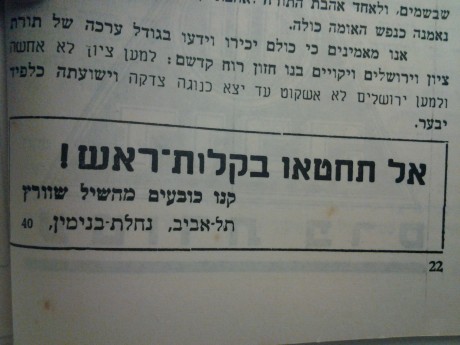 שבשמים, ולאחד אהבת התורה
נאמנה כנפש האומה כולה.
אנו מאמינים כי כולם יכירו וידעו בגודל ערכה של תורת
ציון וירושלים ויקויים בנו חזון רוח קדשם: למען ציון לא אחשה
ולמען ירושלים לא אשקוט עד יצא כנוגה צדקה וישועתה כלפיד
יבער.
אל תחטאו בקלות־ראש!
קנו כובעים מהשיל שוורץ
תל־אביב, נחלת־בנימין, 40
22